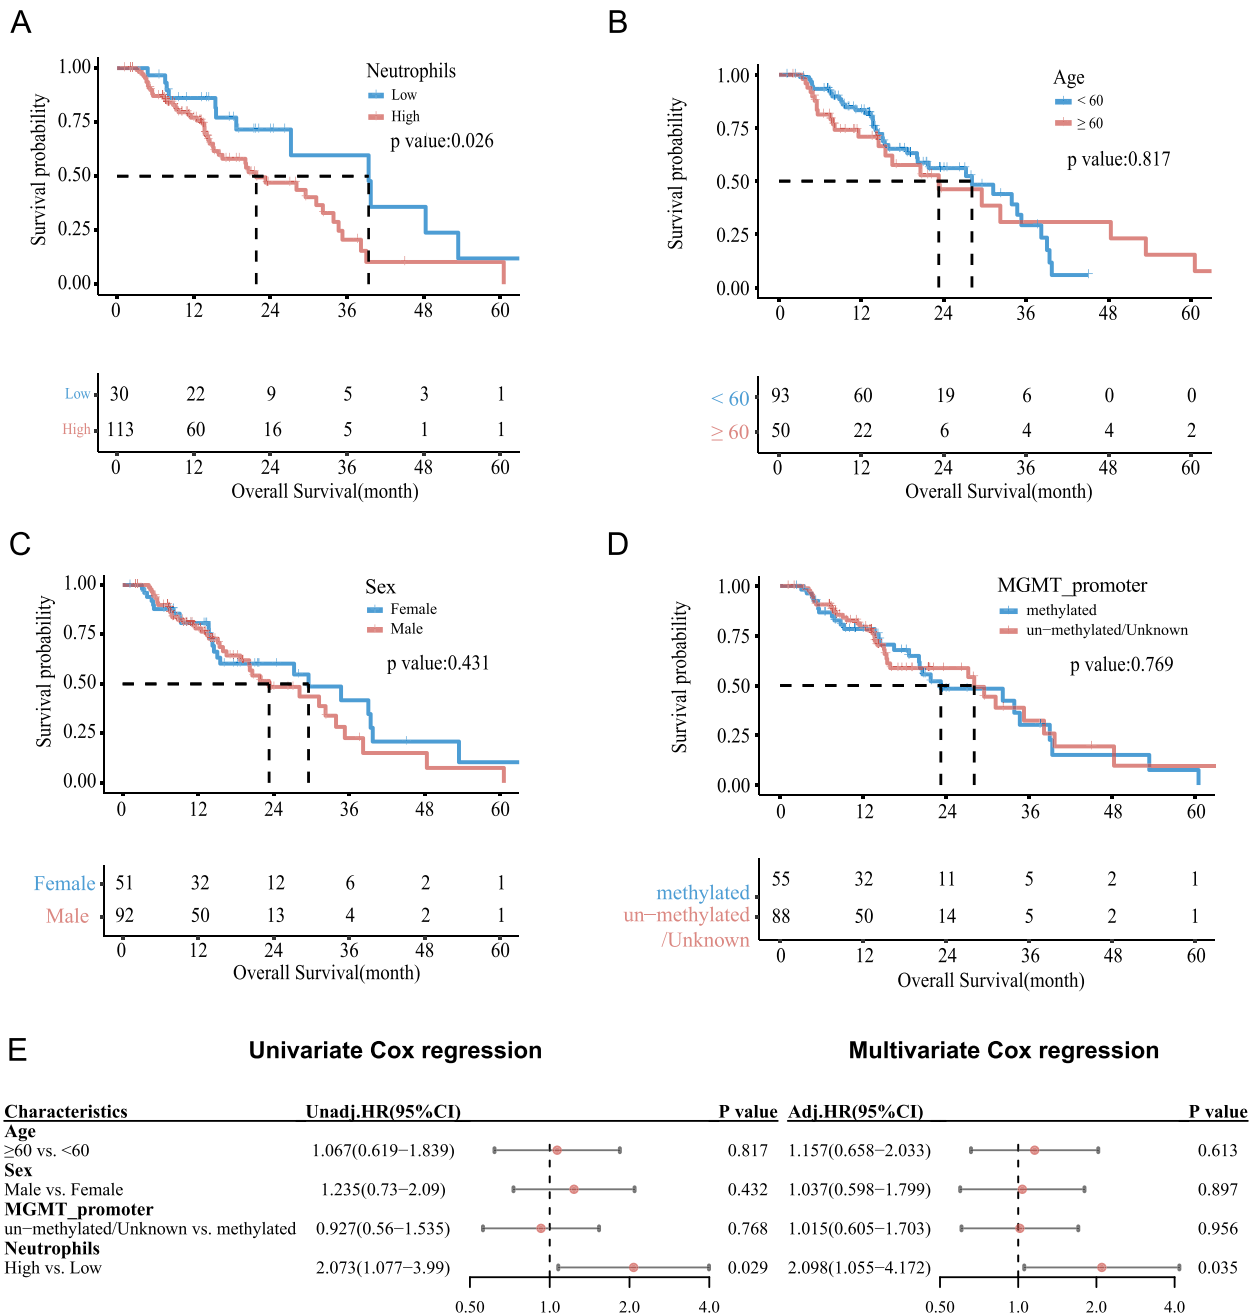 A
Neutrophils
Low
High
p value:0.026
Survival probability
1.00
0.75
0.50
0.25
0.00
0 12 24 36 48 60
Low 30 22 9 5 3 1
High 113 60 16 5 1 1
0 12 24 36 48 60
Overall Survival(month)
B
Age
< 60
≥ 60
p value:0.817
Survival probability
1.00
0.75
0.50
0.25
0.00
0 12 24 36 48 60
< 60 93 60 19 6 0 0
≥ 60 50 22 6 4 4 2
0 12 24 36 48 60
Overall Survival(month)
C
Sex
Female
Male
p value:0.431
Survival probability
1.00
0.75
0.50
0.25
0.00
0 12 24 36 48 60
Female 51 32 12 6 2 1
Male 92 50 13 4 2 1
0 12 24 36 48 60
Overall Survival(month)
D
MGMT_promoter
methylated
un−methylated/Unknown
p value:0.769
Survival probability
1.00
0.75
0.50
0.25
0.00
0 12 24 36 48 60
methylated 55 32 11 5 2 1
un−methylated 88 50 14 5 2 1
/Unknown
0 12 24 36 48 60
Overall Survival(month)
E
Univariate Cox regression Multivariate Cox regression
Characteristics Unadj.HR(95%CI) P value Adj.HR(95%CI) P value
Age
≥60 vs. <60 1.067(0.619−1.839) 0.817 1.157(0.658−2.033) 0.613
Sex
Male vs. Female 1.235(0.73−2.09) 0.432 1.037(0.598−1.799) 0.897
MGMT_promoter
un−methylated/Unknown vs. methylated 0.927(0.56−1.535) 0.768 1.015(0.605−1.703) 0.956
Neutrophils
High vs. Low 2.073(1.077−3.99) 0.029 2.098(1.055−4.172) 0.035
0.50 1.0 2.0 4.0 0.50 1.0 2.0 4.0